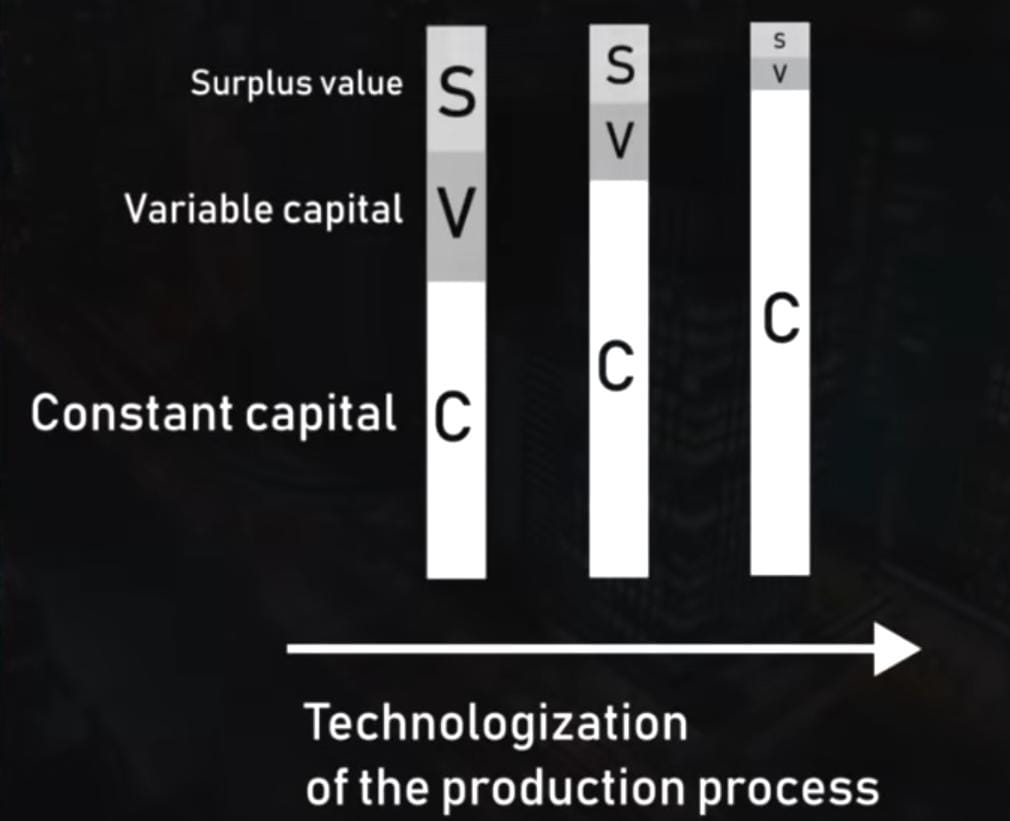 Surplus value
Variable capital
Constant capital
S
V
C
S
V
C
S
V
C
Technologization
of the production process